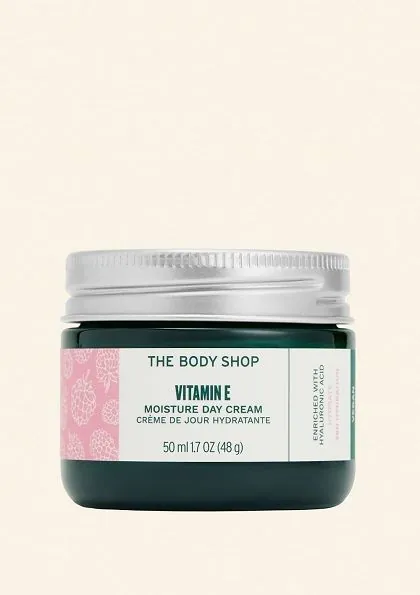 THE BODY SHOP
VITAMIN E
MOISTURE DAY CREAM
CRÈME DE JOUR HYDRATANTE
50 ml 1.7 OZ (48 g)
ENRICHED WITH
HYALURONIC ACID
VEGAN